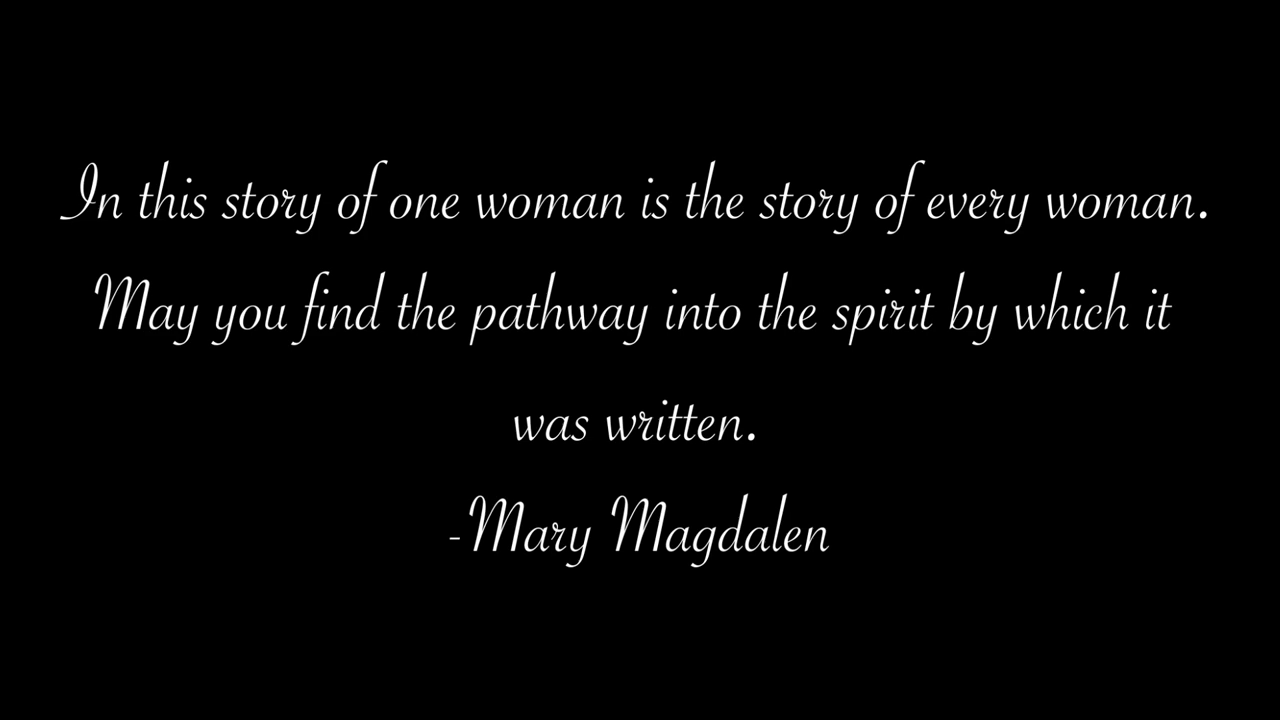 In this story of one woman is the story of every woman.
May you find the pathway into the spirit by which it
was written.
-Mary Magdalen